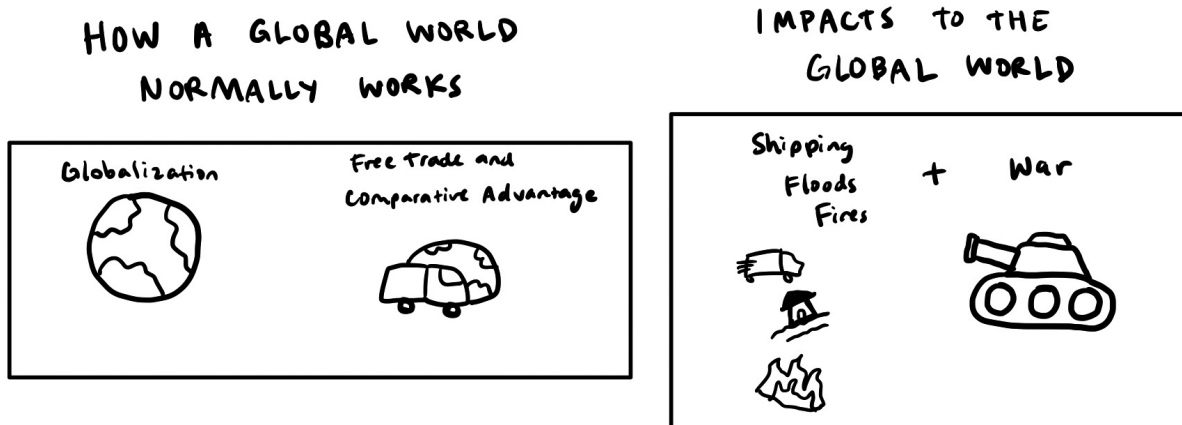 HOW A GLOBAL WORLD
NORMALLY WORKS
Globalization
Free Trade and
Comparative Advantage
IMPACTS TO THE
GLOBAL WORLD
Shipping
Floods
Fires
+
War